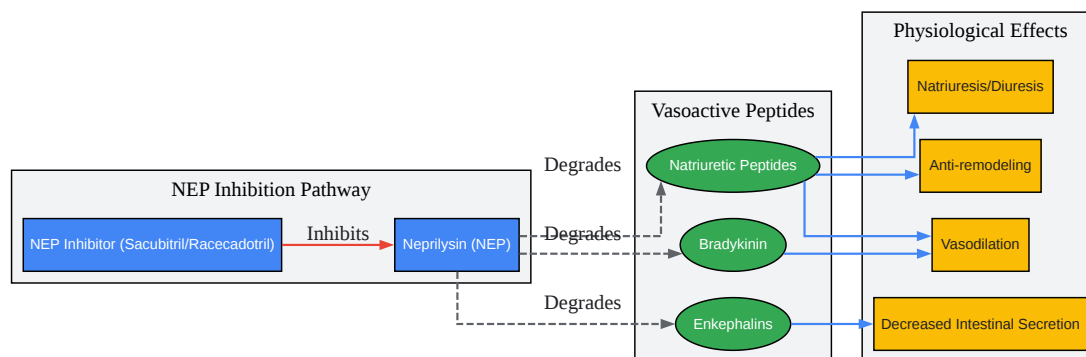 Physiological Effects
Natriuresis/Diuresis
Vasoactive Peptides
Degrades
Natriuretic Peptides
Anti-remodeling
NEP Inhibition Pathway
NEP Inhibitor (Sacubitril/Racecadotril)
Inhibits
Neprilysin (NEP)
Degrades
Bradykinin
Vasodilation
Degrades
Enkephalins
Decreased Intestinal Secretion